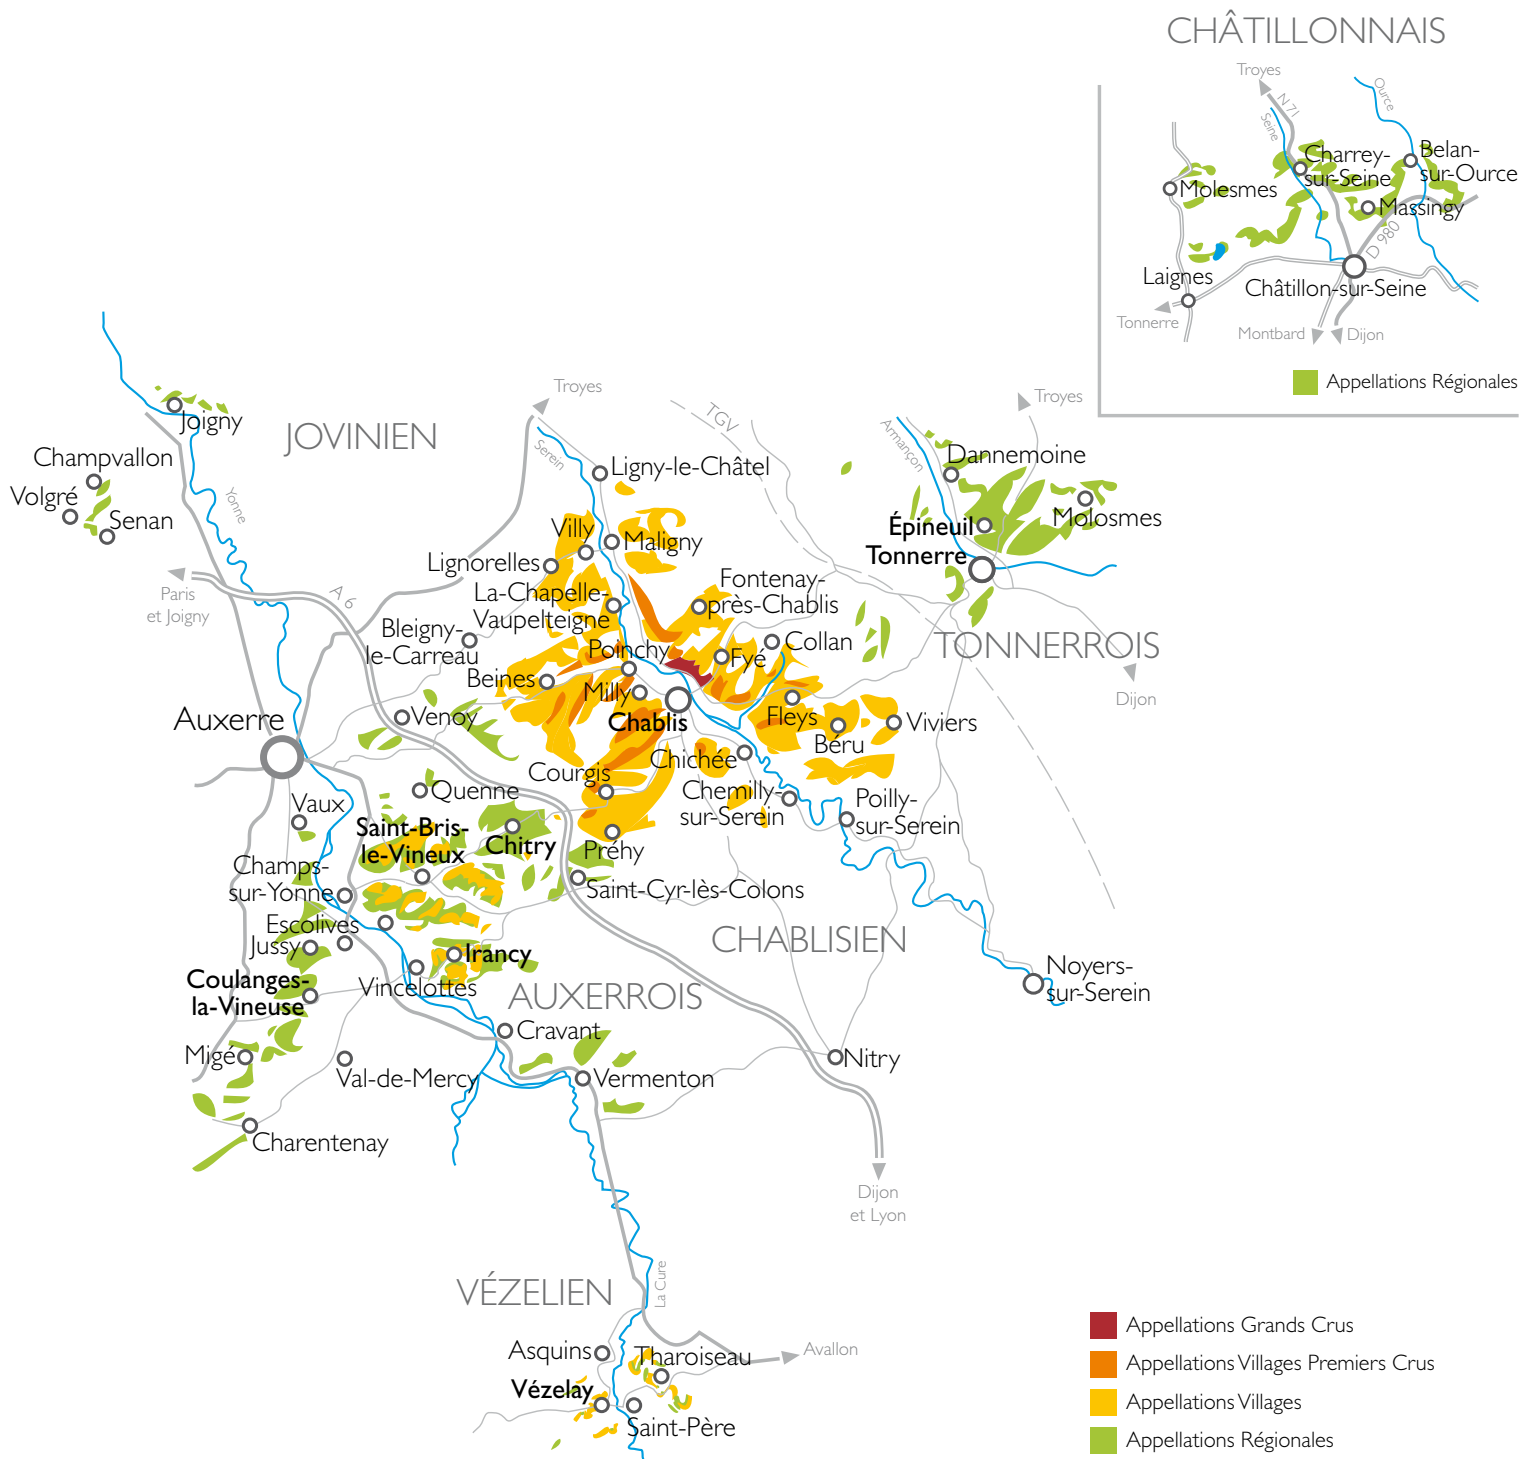 CHÂTILLONNAIS
Troyes
N 71
Seine
Ource
Charrey-
sur-Seine
Belan-
sur-Ource
Molesmes
Massingy
D 980
Laignes
Châtillon-sur-Seine
Tonnerre
Montbard
Dijon
Appellations Régionales
Troyes
Troyes
TGV
Joigny
JOVINIEN
Serein
Armançon
Champvallon
Volgré
Senan
Yonne
Ligny-le-Châtel
Dannemoine
Molosmes
Épineuil
Tonnerre
Villy
Maligny
Lignorelles
La-Chapelle-
Vaupelteigne
Fontenay-
près-Chablis
Paris
et Joigny
A 6
Bleigny-
le-Carreau
Poinchy
Fyé
Collan
TONNERROIS
Beines
Milly
Chablis
Dijon
Auxerre
Venoy
Fleys
Béru
Viviers
Chichée
Courgis
Chemilly-
sur-Serein
Poilly-
sur-Serein
Quenne
Vaux
Saint-Bris-
le-Vineux
Chitry
Préhy
Champs-
sur-Yonne
Saint-Cyr-lès-Colons
Escolives
Jussy
Irancy
CHABLISIEN
Coulanges-
la-Vineuse
Vincelottes
AUXERROIS
Noyers-
sur-Serein
Cravant
Migé
Val-de-Mercy
Vermenton
Nitry
Charentenay
Dijon
et Lyon
VÉZELIEN
La Cure
Asquins
Tharoiseau
Avallon
Vézelay
Saint-Père
Appellations Grands Crus
Appellations Villages Premiers Crus
Appellations Villages
Appellations Régionales